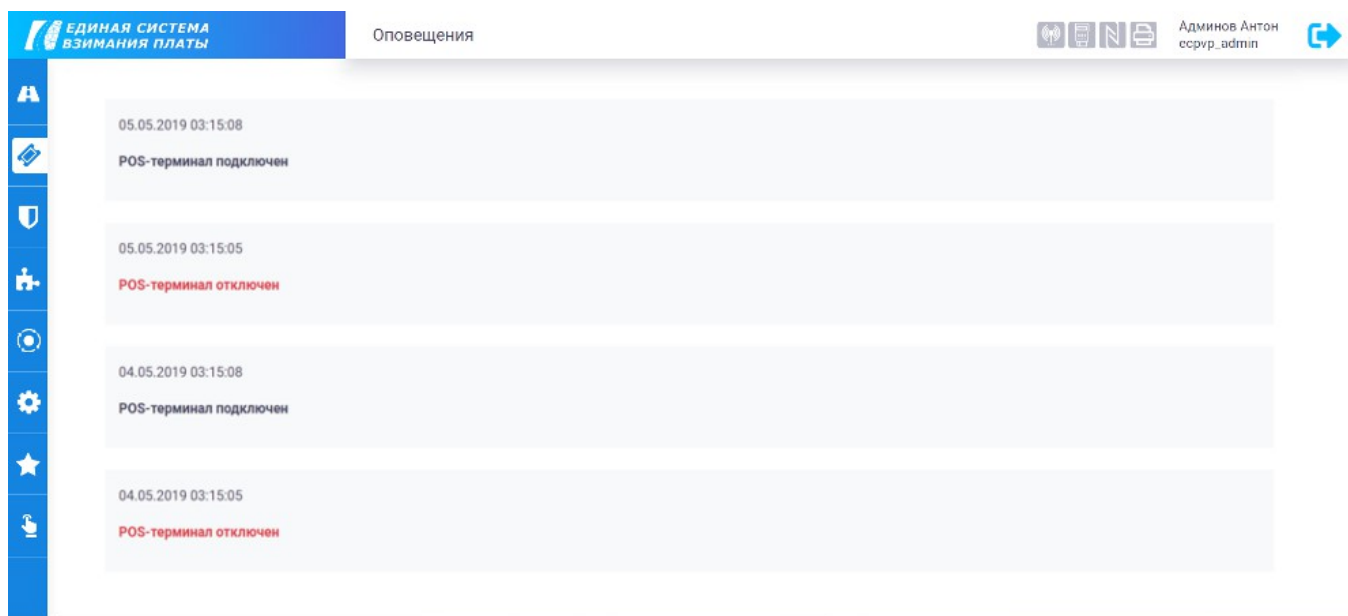 ЕДИНАЯ СИСТЕМА
ВЗИМАНИЯ ПЛАТЫ
Оповещения
Админов Антон
ecpvp_admin
05.05.2019 03:15:08
POS-терминал подключен
05.05.2019 03:15:05
POS-терминал отключен
04.05.2019 03:15:08
POS-терминал подключен
04.05.2019 03:15:05
POS-терминал отключен